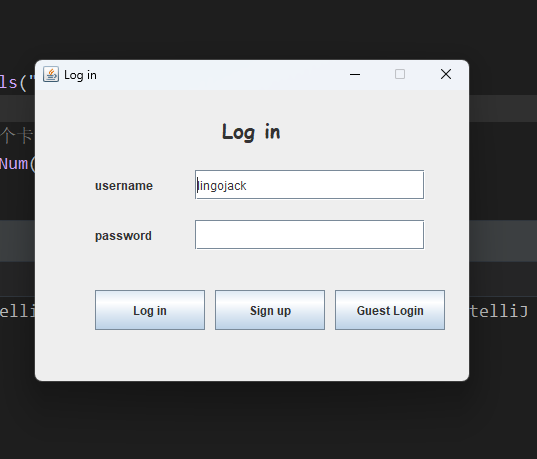 Log in
ls("
Log in
个卡
Num(
username
lingojack
password
Log in
Sign up
Guest Login
elli
telliJ